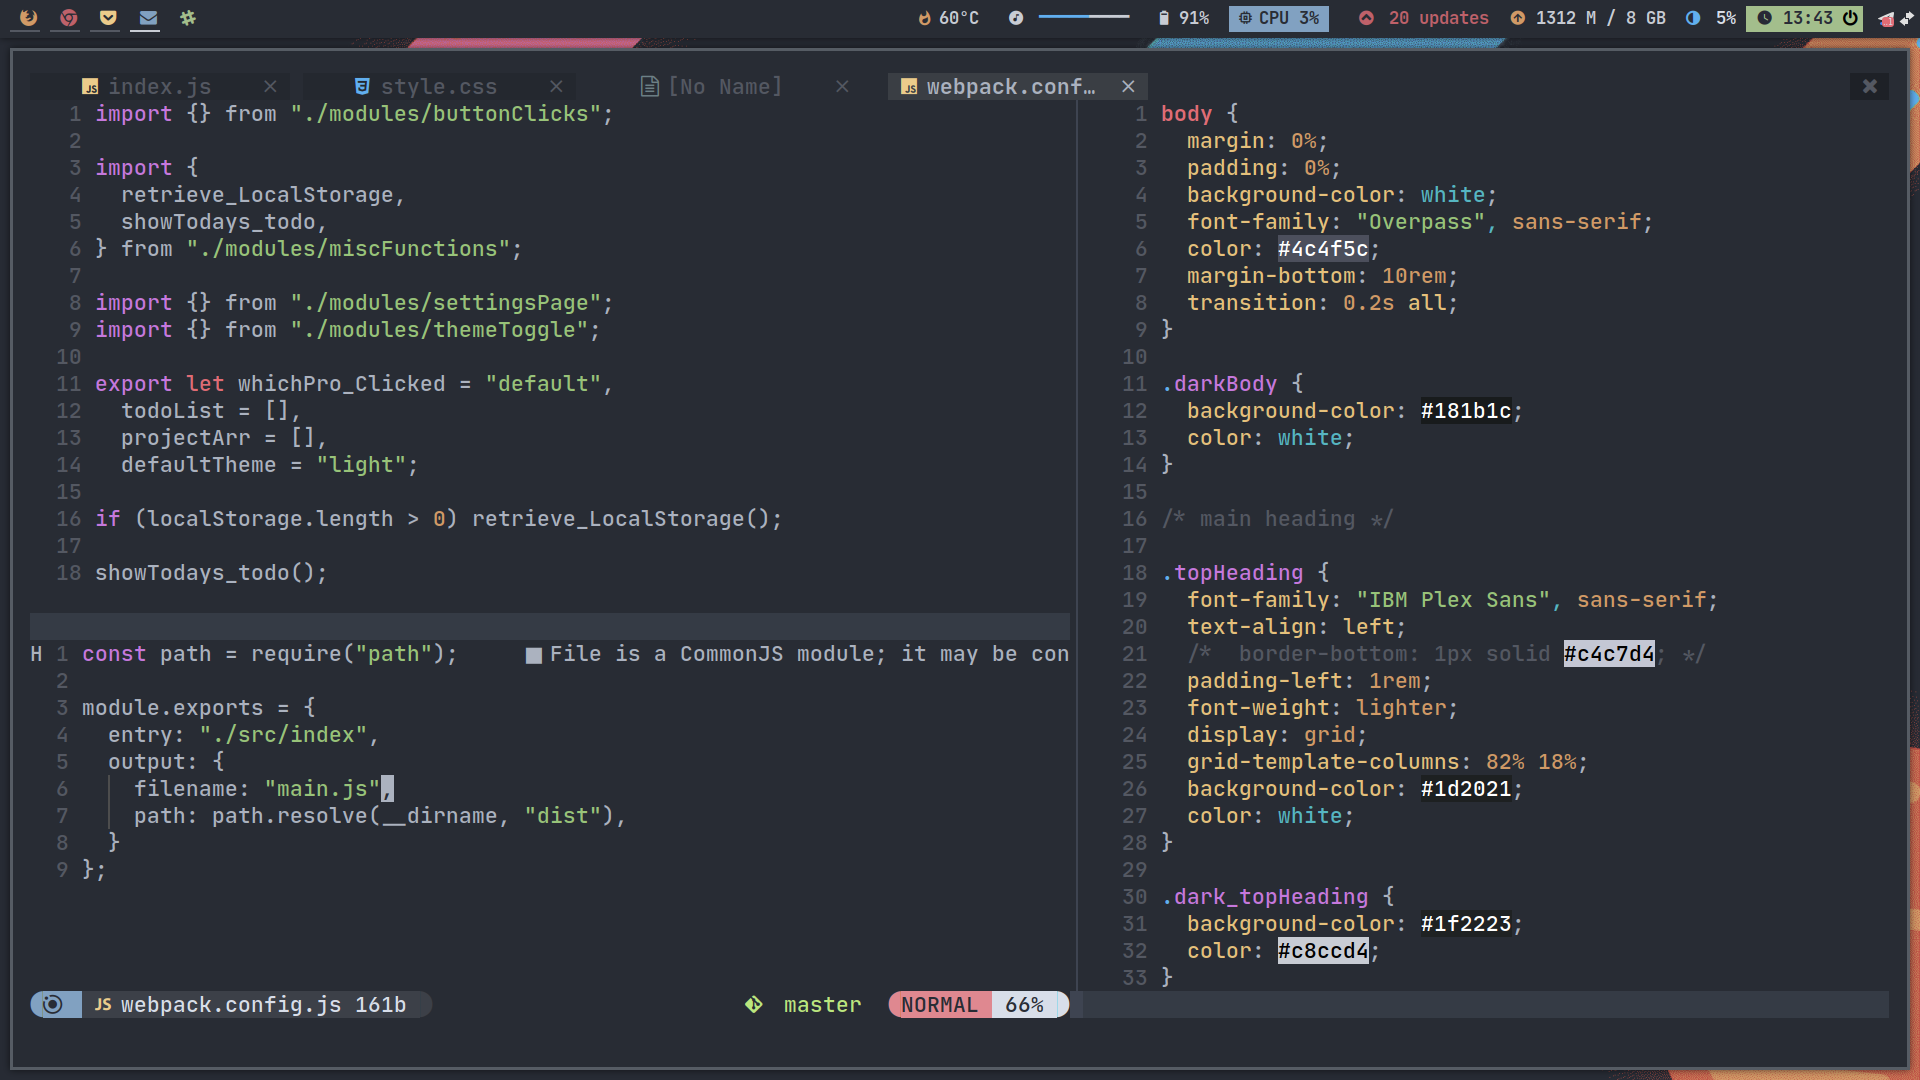 60°C 91% CPU 3% 20 updates 1312 M / 8 GB 5% 13:43
JS index.js × style.css × [No Name] × JS webpack.conf… ×
1 import {} from "./modules/buttonClicks";
2
3 import {
4 retrieve_LocalStorage,
5 showTodays_todo,
6 } from "./modules/miscFunctions";
7
8 import {} from "./modules/settingsPage";
9 import {} from "./modules/themeToggle";
10
11 export let whichPro_Clicked = "default",
12 todoList = [],
13 projectArr = [],
14 defaultTheme = "light";
15
16 if (localStorage.length > 0) retrieve_LocalStorage();
17
18 showTodays_todo();
H 1 const path = require("path"); ■ File is a CommonJS module; it may be con
2
3 module.exports = {
4 entry: "./src/index",
5 output: {
6 filename: "main.js",
7 path: path.resolve(__dirname, "dist"),
8 }
9 };
JS webpack.config.js 161b master NORMAL 66%
1 body {
2 margin: 0%;
3 padding: 0%;
4 background-color: white;
5 font-family: "Overpass", sans-serif;
6 color: #4c4f5c;
7 margin-bottom: 10rem;
8 transition: 0.2s all;
9 }
10
11 .darkBody {
12 background-color: #181b1c;
13 color: white;
14 }
15
16 /* main heading */
17
18 .topHeading {
19 font-family: "IBM Plex Sans", sans-serif;
20 text-align: left;
21 /* border-bottom: 1px solid #c4c7d4; */
22 padding-left: 1rem;
23 font-weight: lighter;
24 display: grid;
25 grid-template-columns: 82% 18%;
26 background-color: #1d2021;
27 color: white;
28 }
29
30 .dark_topHeading {
31 background-color: #1f2223;
32 color: #c8ccd4;
33 }